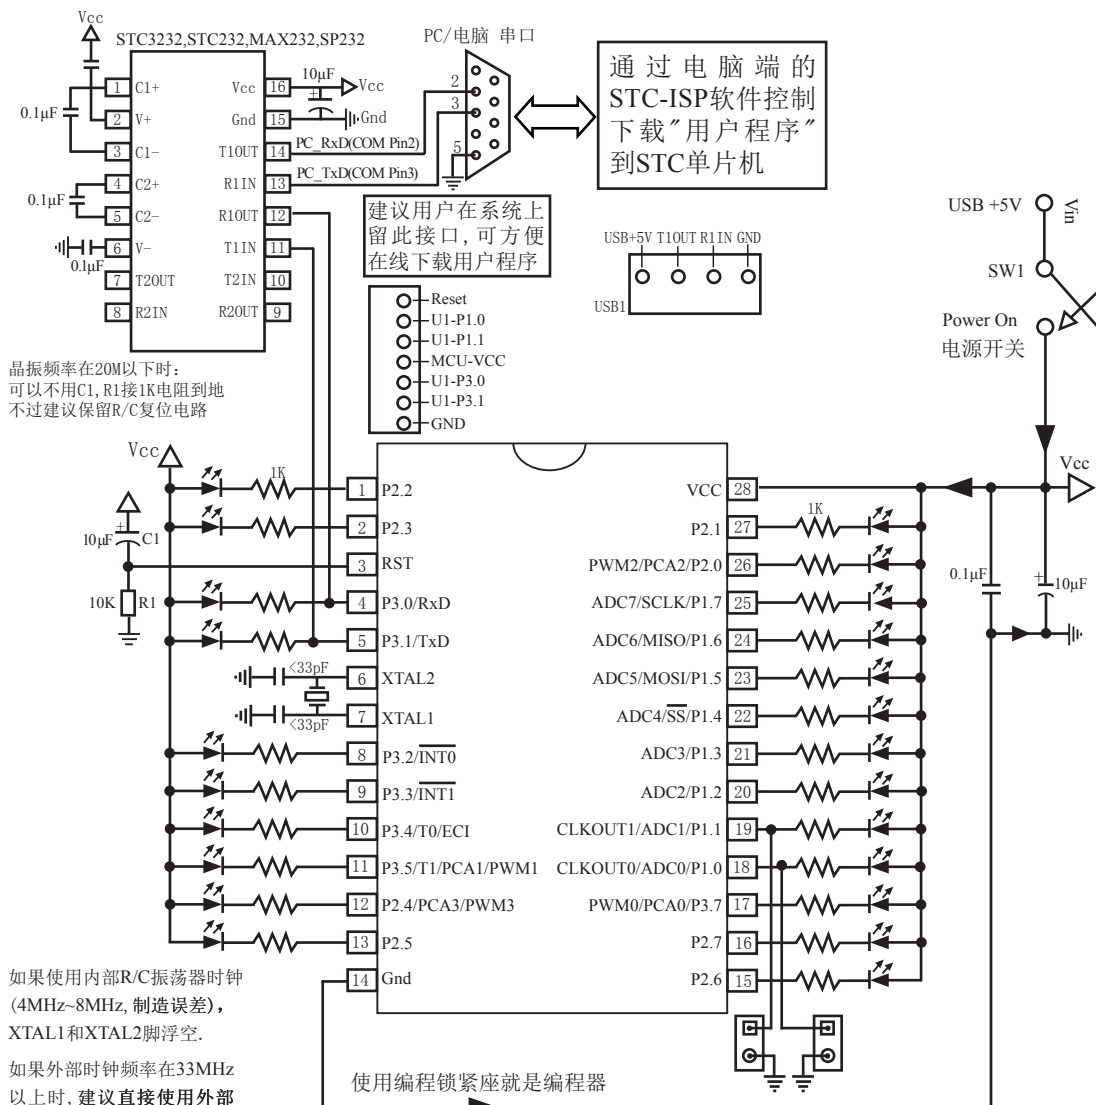 Vcc
STC3232,STC232,MAX232,SP232
PC/电脑 串口
1 C1+
2 V+
3 C1-
4 C2+
5 C2-
6 V-
7 T2OUT
8 R2IN
Vcc 16
Gnd 15
T1OUT 14
R1IN 13
R1OUT 12
T1IN 11
T2IN 10
R2OUT 9
0.1μF
0.1μF
0.1μF
10μF
+
Vcc
Gnd
PC_RxD(COM Pin2)
PC_TxD(COM Pin3)
2
3
5
通过电脑端的
STC-ISP软件控制
下载"用户程序"
到STC单片机
建议用户在系统上
留此接口,可方便
在线下载用户程序
USB+5V T1OUT R1IN GND
USB1
USB +5V
Vin
SW1
Power On
电源开关
Reset
U1-P1.0
U1-P1.1
MCU-VCC
U1-P3.0
U1-P3.1
GND
晶振频率在20M以下时:
可以不用C1,R1接1K电阻到地
不过建议保留R/C复位电路
Vcc
1K
+
10μF
C1
10K
R1
<33pF
<33pF
1 P2.2
2 P2.3
3 RST
4 P3.0/RxD
5 P3.1/TxD
6 XTAL2
7 XTAL1
8 P3.2/INT0
9 P3.3/INT1
10 P3.4/T0/ECI
11 P3.5/T1/PCA1/PWM1
12 P2.4/PCA3/PWM3
13 P2.5
14 Gnd
VCC 28
P2.1 27
PWM2/PCA2/P2.0 26
ADC7/SCLK/P1.7 25
ADC6/MISO/P1.6 24
ADC5/MOSI/P1.5 23
ADC4/SS/P1.4 22
ADC3/P1.3 21
ADC2/P1.2 20
CLKOUT1/ADC1/P1.1 19
CLKOUT0/ADC0/P1.0 18
PWM0/PCA0/P3.7 17
P2.7 16
P2.6 15
1K
Vcc
0.1μF
+
10μF
如果使用内部R/C振荡器时钟
(4MHz~8MHz,制造误差),
XTAL1和XTAL2脚浮空.
如果外部时钟频率在33MHz
以上时,建议直接使用外部
使用编程锁紧座就是编程器